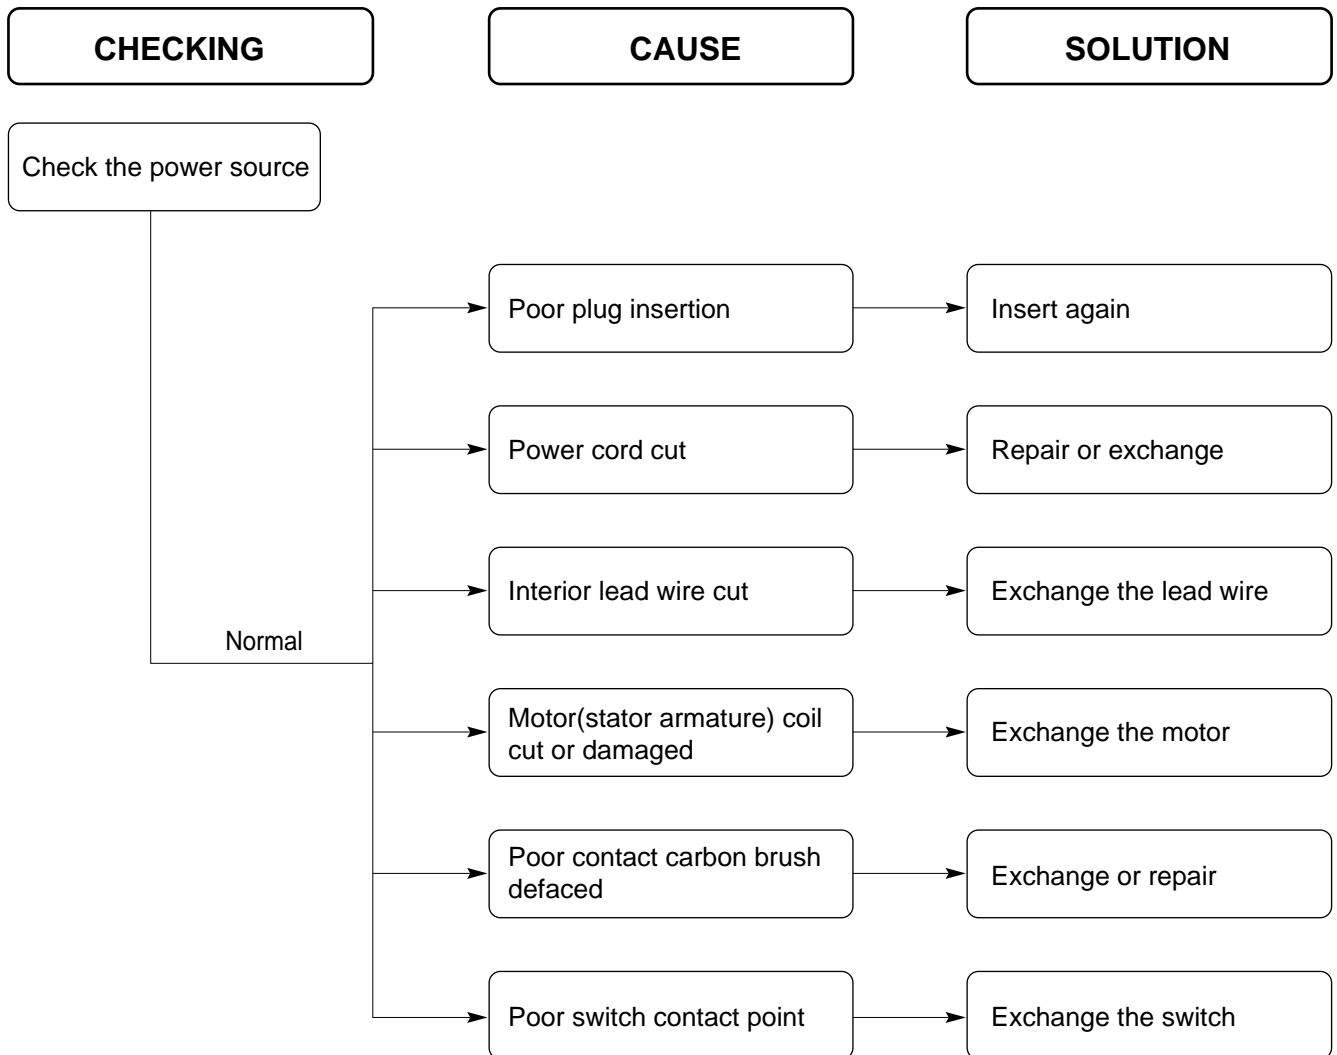 CHECKING
CAUSE
SOLUTION
Check the power source
Poor plug insertion
Insert again
Power cord cut
Repair or exchange
Interior lead wire cut
Exchange the lead wire
Normal
Motor(stator armature) coil
cut or damaged
Exchange the motor
Poor contact carbon brush
defaced
Exchange or repair
Poor switch contact point
Exchange the switch